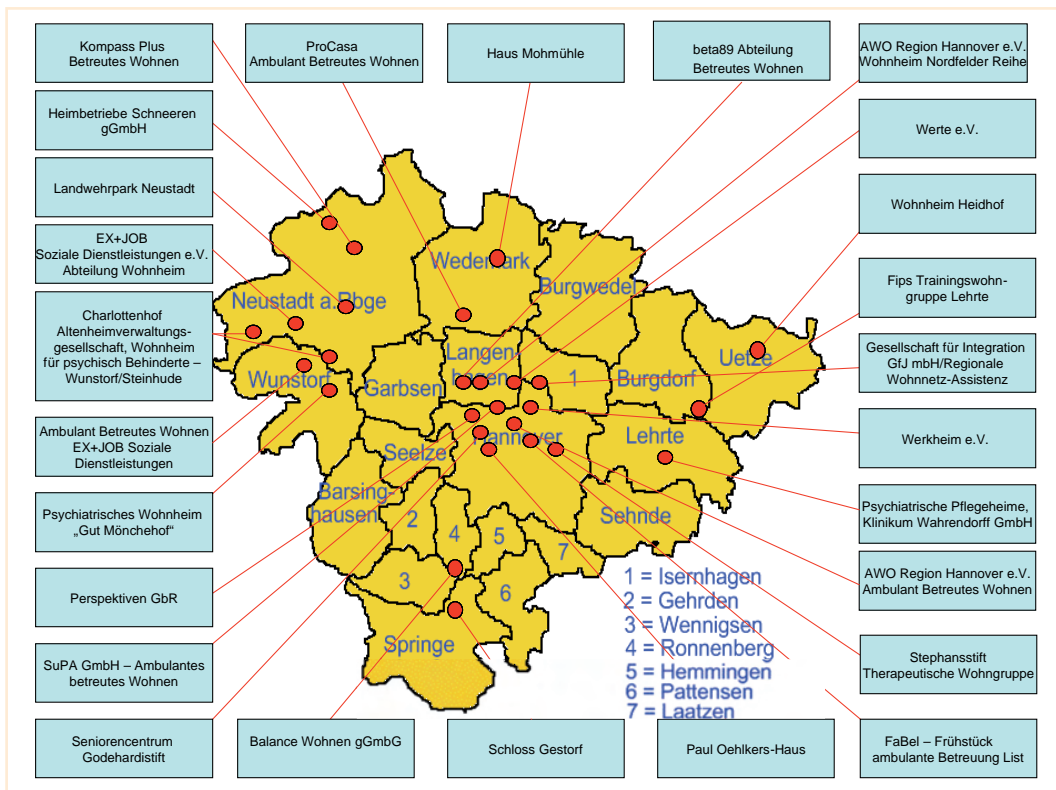 Kompass Plus
Betreutes Wohnen
ProCasa
Ambulant Betreutes Wohnen
Haus Mohmühle
beta89 Abteilung
Betreutes Wohnen
AWO Region Hannover e.V.
Wohnheim Nordfelder Reihe
Heimbetriebe Schneeren
gGmbH
Werte e.V.
Landwehrpark Neustadt
Wohnheim Heidhof
EX+JOB
Soziale Dienstleistungen e.V.
Abteilung Wohnheim
Fips Trainingswohn-
gruppe Lehrte
Charlottenhof
Altenheimverwaltungs-
gesellschaft, Wohnheim
für psychisch Behinderte –
Wunstorf/Steinhude
Gesellschaft für Integration
GfJ mbH/Regionale
Wohnnetz-Assistenz
Ambulant Betreutes Wohnen
EX+JOB Soziale
Dienstleistungen
Werkheim e.V.
Psychiatrisches Wohnheim
„Gut Mönchehof“
Psychiatrische Pflegeheime,
Klinikum Wahrendorff GmbH
Perspektiven GbR
AWO Region Hannover e.V.
Ambulant Betreutes Wohnen
SuPA GmbH – Ambulantes
betreutes Wohnen
Stephansstift
Therapeutische Wohngruppe
Seniorencentrum
Godehardistift
Balance Wohnen gGmbG
Schloss Gestorf
Paul Oehlkers-Haus
FaBel – Frühstück
ambulante Betreuung List
Wedemark
Burgwedel
Neustadt a.Rbge
Langen-
hagen
Uetze
Wunstorf
Garbsen
1
Burgdorf
Hannover
Lehrte
Seelze
Barsing-
hausen
2
4
5
7
Sehnde
3
6
Springe
1 = Isernhagen
2 = Gehrden
3 = Wennigsen
4 = Ronnenberg
5 = Hemmingen
6 = Pattensen
7 = Laatzen